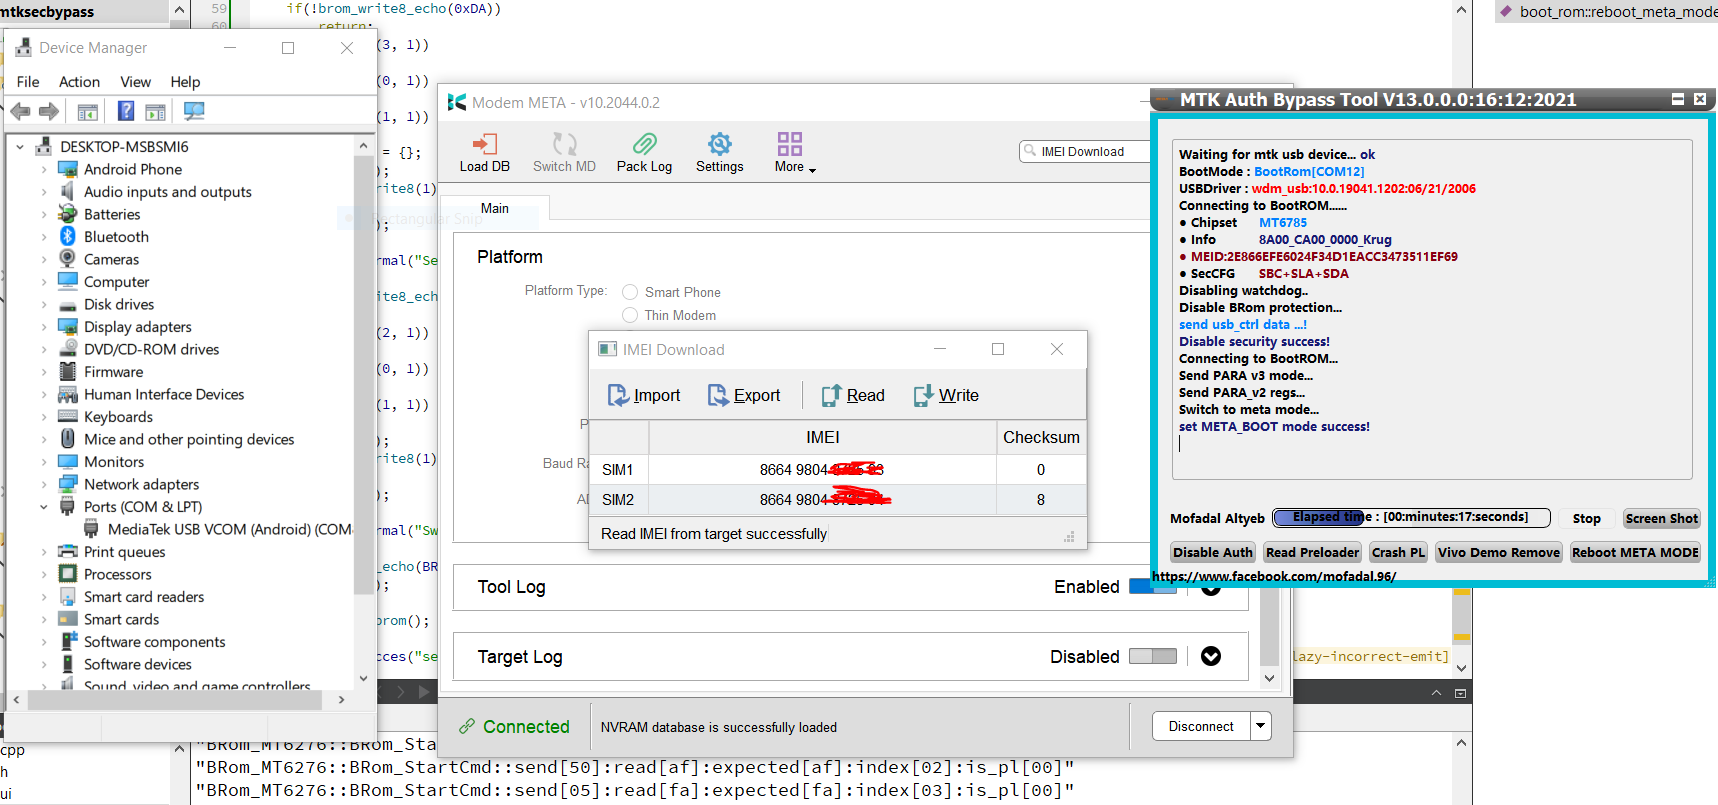 mtksecbypass
59
if(!brom_write8_echo(0xDA))
60
return;
boot_rom::reboot_meta_mode
Device Manager
File Action View Help
DESKTOP-MSBSMI6
Android Phone
Audio inputs and outputs
Batteries
Bluetooth
Cameras
Computer
Disk drives
Display adapters
DVD/CD-ROM drives
Firmware
Human Interface Devices
Keyboards
Mice and other pointing devices
Monitors
Network adapters
Ports (COM & LPT)
MediaTek USB VCOM (Android) (COM
Print queues
Processors
Smart card readers
Smart cards
Software components
Software devices
Sound, video and game controllers
(3, 1))
(0, 1))
(1, 1))
= {};
);
rite8(1)
Rectangular Snip
);
rmal("Se
ite8_ech
(2, 1))
(0, 1))
(1, 1))
);
rite8(1)
);
rmal("Sw
_echo(BR
);
brom();
cces("se
lazy-incorrect-emit]
Modem META - v10.2044.0.2
Load DB
Switch MD
Pack Log
Settings
More
IMEI Download
Main
Platform
Platform Type:
Smart Phone
Thin Modem
P
Baud Ra
IMEI Download
Import
Export
Read
Write
IMEI Checksum
SIM1 8664 9804 0
SIM2 8664 9804 8
Read IMEI from target successfully
Tool Log
Enabled
Target Log
Disabled
Connected
NVRAM database is successfully loaded
Disconnect
MTK Auth Bypass Tool V13.0.0.0:16:12:2021
Waiting for mtk usb device... ok
BootMode : BootRom[COM12]
USBDriver : wdm_usb:10.0.19041.1202:06/21/2006
Connecting to BootROM......
• Chipset MT6785
• Info 8A00_CA00_0000_Krug
• MEID:2E866EFE6024F34D1EACC3473511EF69
• SecCFG SBC+SLA+SDA
Disabling watchdog..
Disable BRom protection...
send usb_ctrl data ...!
Disable security success!
Connecting to BootROM...
Send PARA v3 mode...
Send PARA_v2 regs...
Switch to meta mode...
set META_BOOT mode success!
Mofadal Altyeb
Elapsed time : [00:minutes:17:seconds]
Stop
Screen Shot
Disable Auth
Read Preloader
Crash PL
Vivo Demo Remove
Reboot META MODE
https://www.facebook.com/mofadal.96/
cpp
h
ui
"BRom_MT6276::BRom_Sta
"BRom_MT6276::BRom_StartCmd::send[50]:read[af]:expected[af]:index[02]:is_pl[00]"
"BRom_MT6276::BRom_StartCmd::send[05]:read[fa]:expected[fa]:index[03]:is_pl[00]"